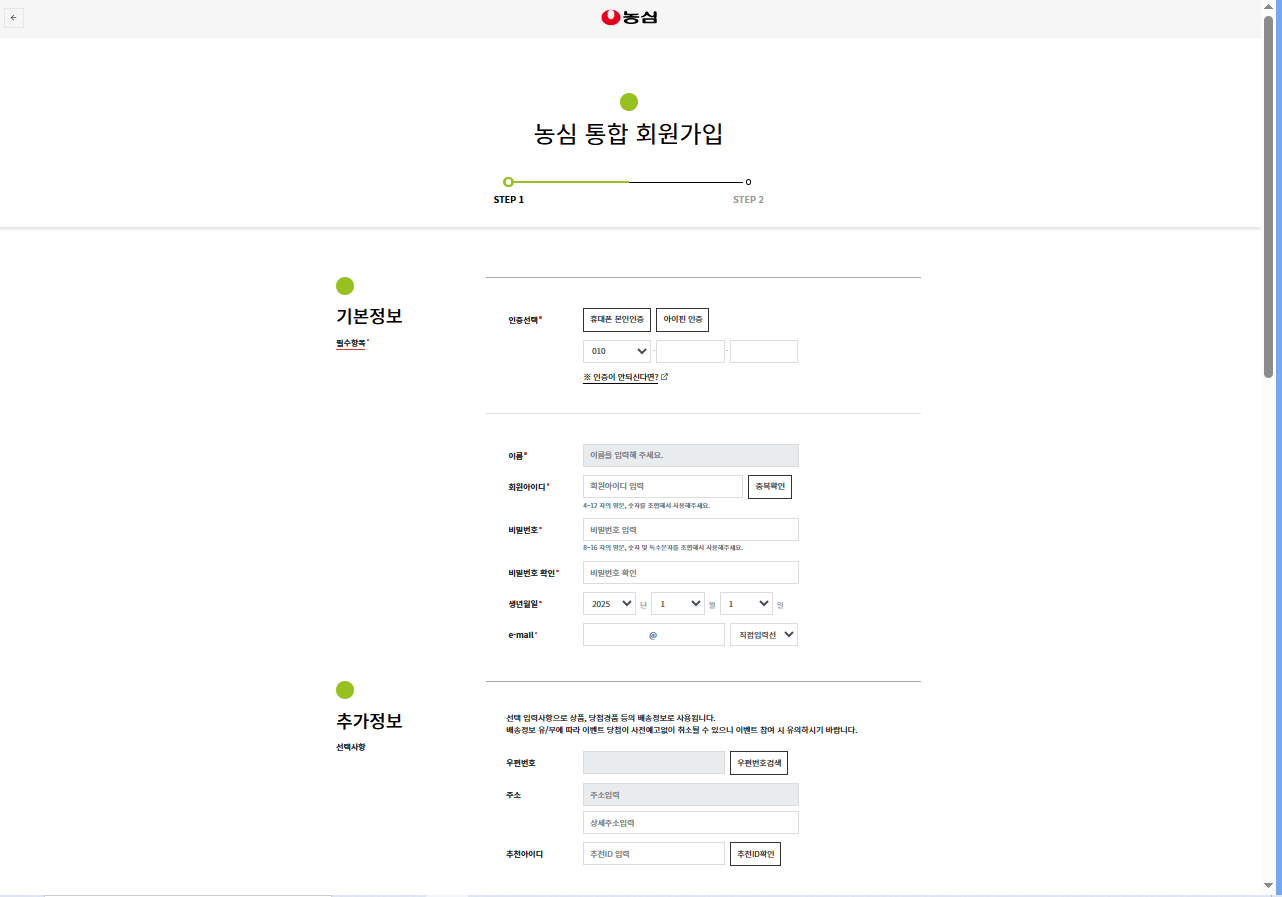 농심
농심 통합 회원가입
STEP 1
STEP 2
기본정보
필수항목*
인증선택*
휴대폰 본인인증
아이핀 인증
010 - -
※ 인증이 안되신다면?
이름*
이름을 입력해 주세요.
회원아이디*
회원아이디 입력
중복확인
4~12 자의 영문, 숫자를 조합해서 사용해주세요.
비밀번호*
비밀번호 입력
8~16 자의 영문, 숫자 및 특수문자를 조합해서 사용해주세요.
비밀번호 확인*
비밀번호 확인
생년월일*
2025 년 1 월 1 일
e-mail*
@
직접입력선
추가정보
선택사항
선택 입력사항으로 상품, 당첨경품 등의 배송정보로 사용됩니다.
배송정보 유/무에 따라 이벤트 당첨이 사전예고없이 취소될 수 있으니 이벤트 참여 시 유의하시기 바랍니다.
우편번호
우편번호검색
주소
주소입력
상세주소입력
추천아이디
추천ID 입력
추천ID확인